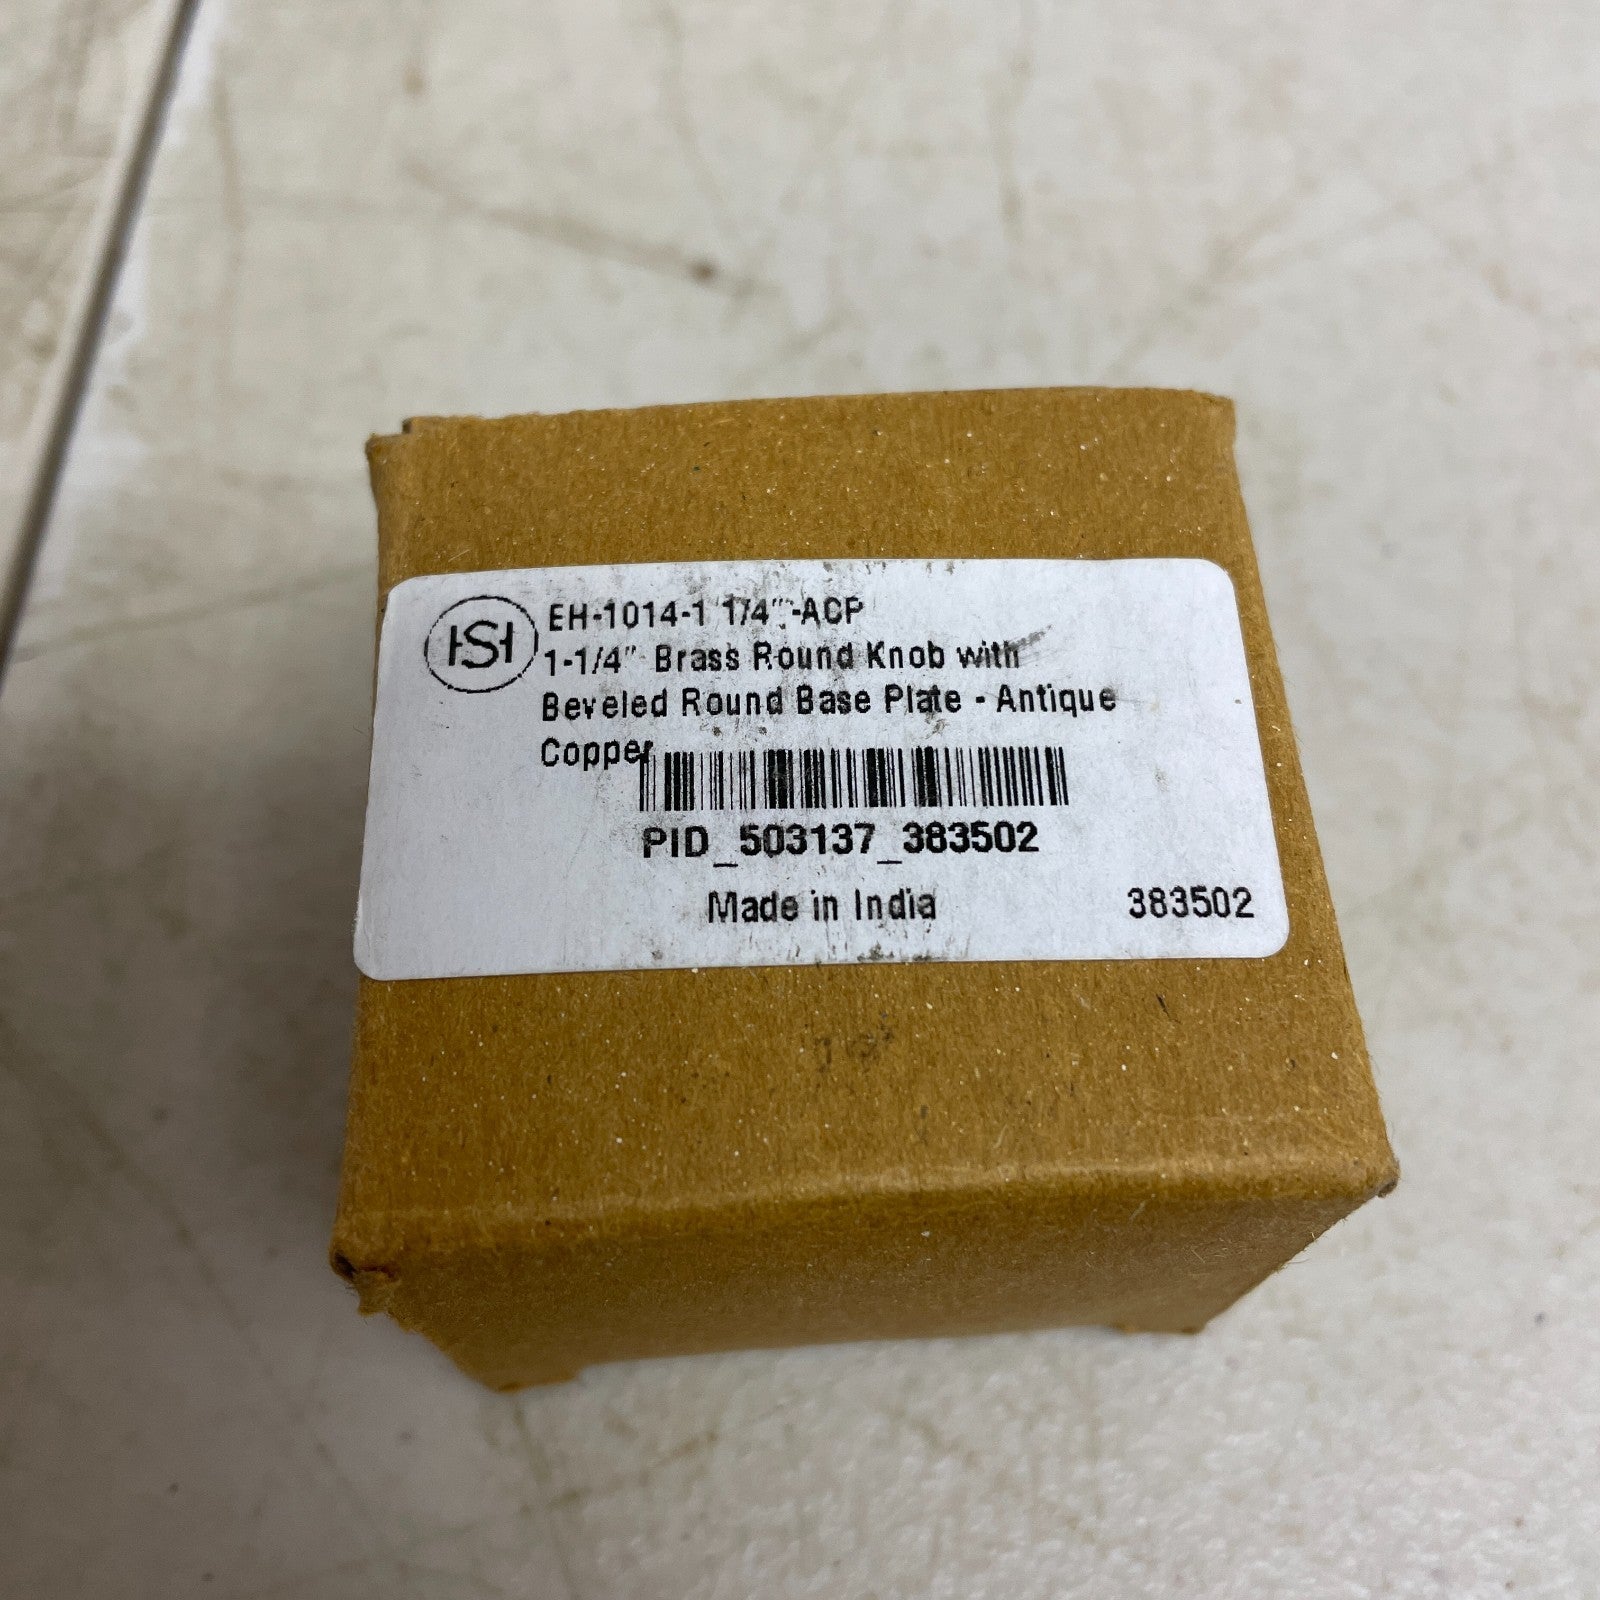 HSH
EH-1014-1 1/4"-ACP
1-1/4" Brass Round Knob with
Beveled Round Base Plate - Antique
Copper
PID_503137_383502
Made in India 383502